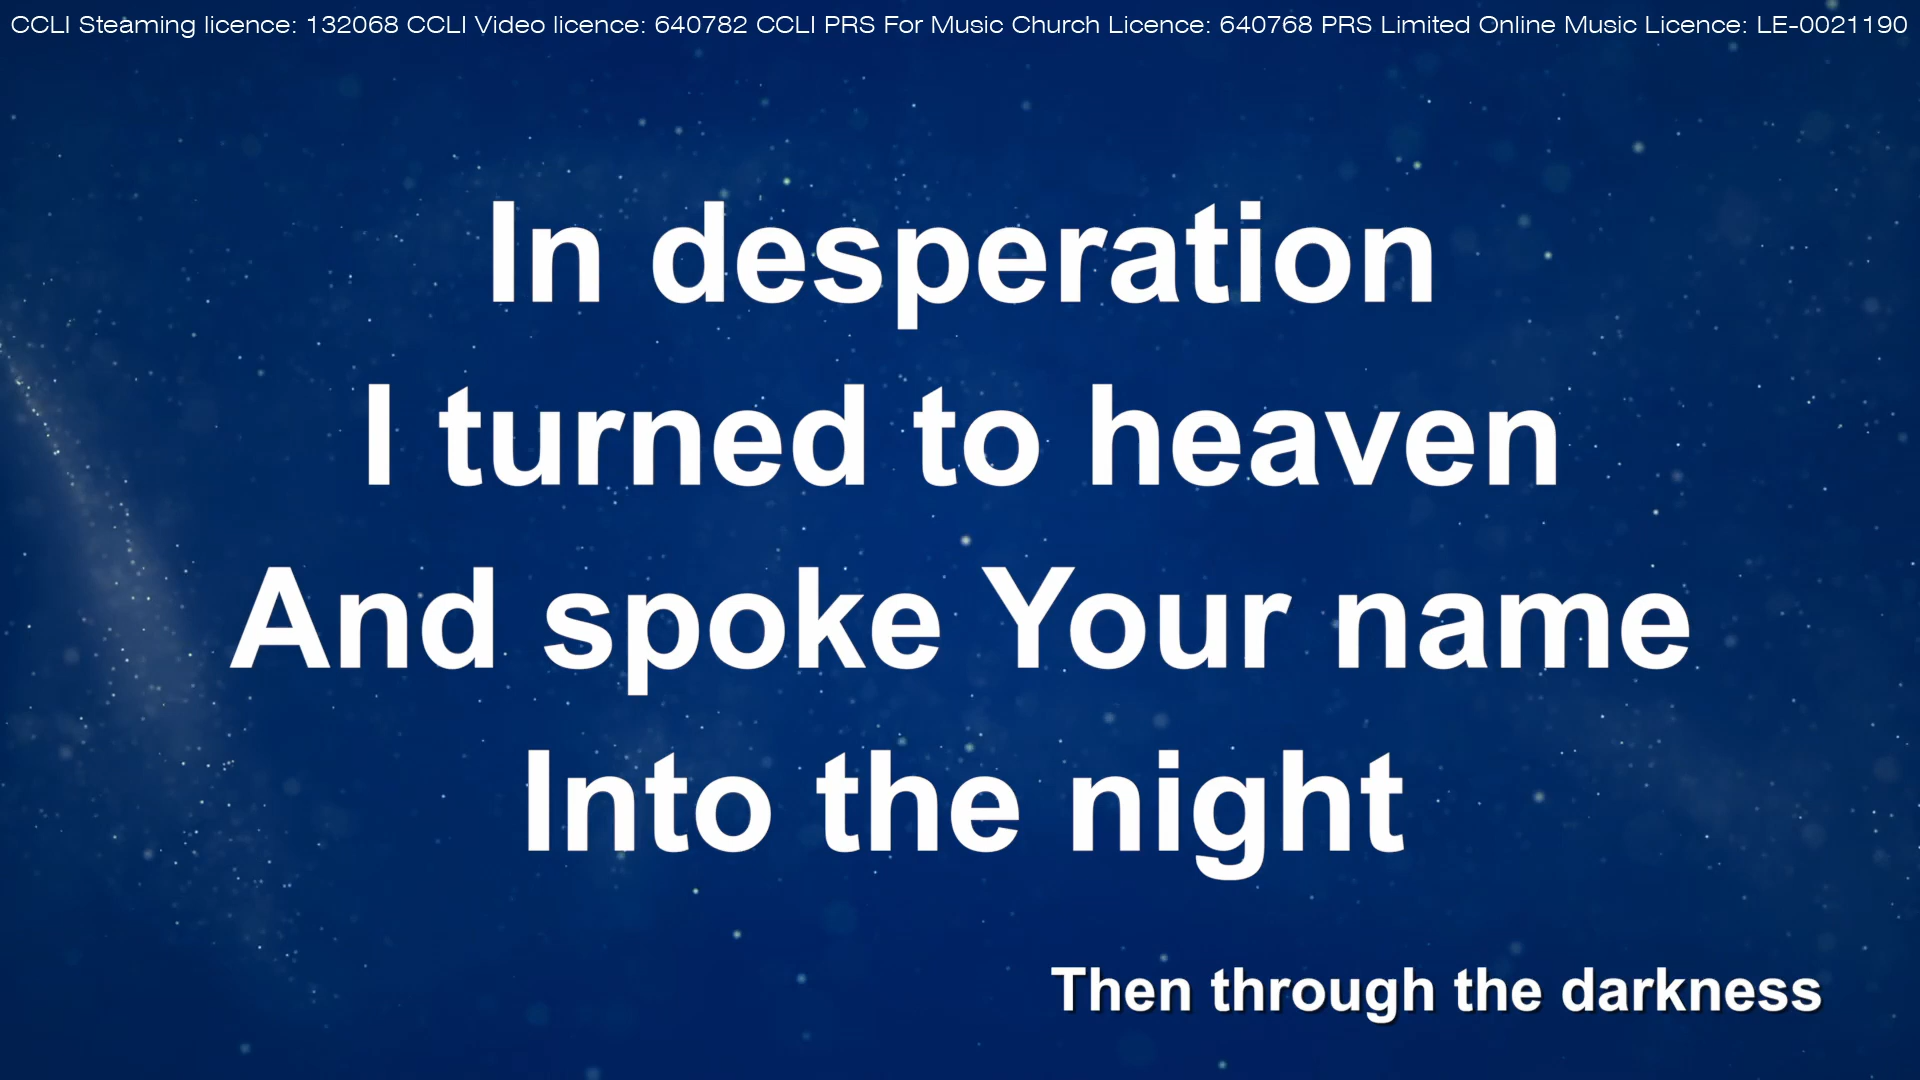 CCLI Steaming licence: 132068 CCLI Video licence: 640782 CCLI PRS For Music Church Licence: 640768 PRS Limited Online Music Licence: LE-0021190
In desperation
I turned to heaven
And spoke Your name
Into the night
Then through the darkness